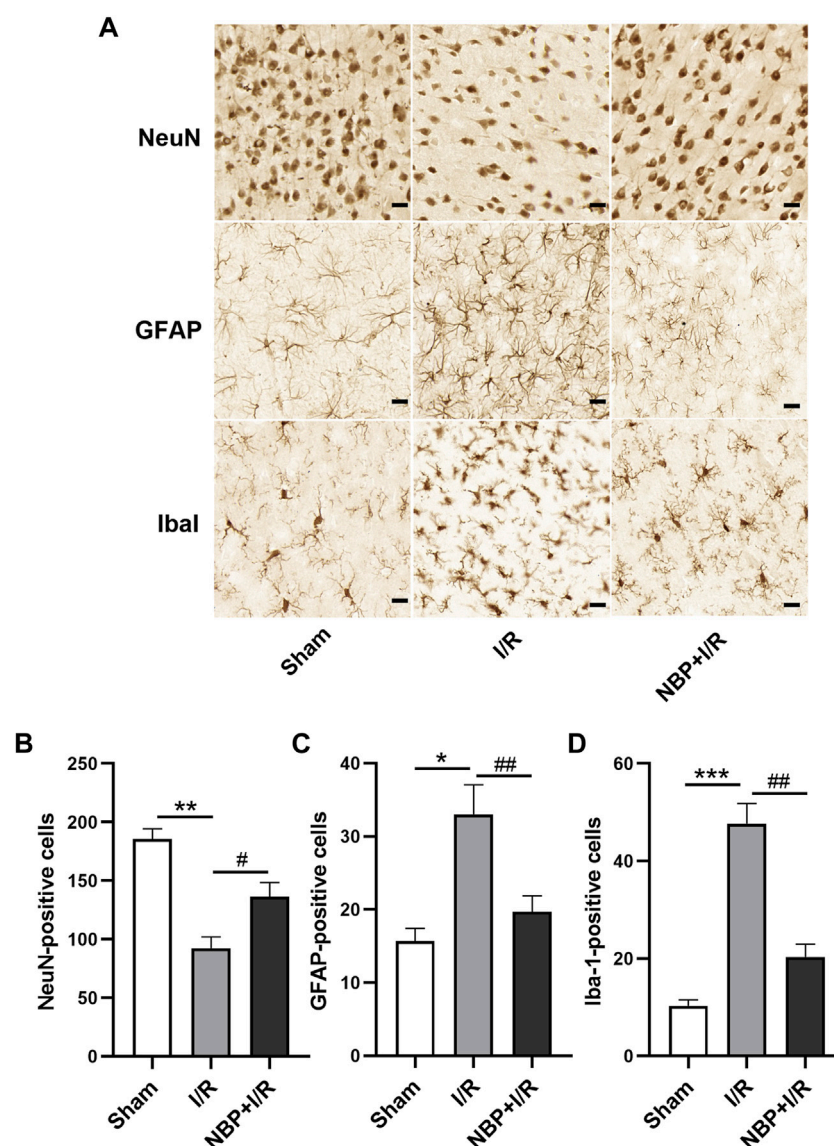 A
NeuN
GFAP
IbaI
Sham
I/R
NBP+I/R
B
NeuN-positive cells
250
200
150
100
50
0
**
#
Sham
I/R
NBP+I/R
C
GFAP-positive cells
40
30
20
10
0
*
##
Sham
I/R
NBP+I/R
D
Iba-1-positive cells
60
40
20
0
***
##
Sham
I/R
NBP+I/R